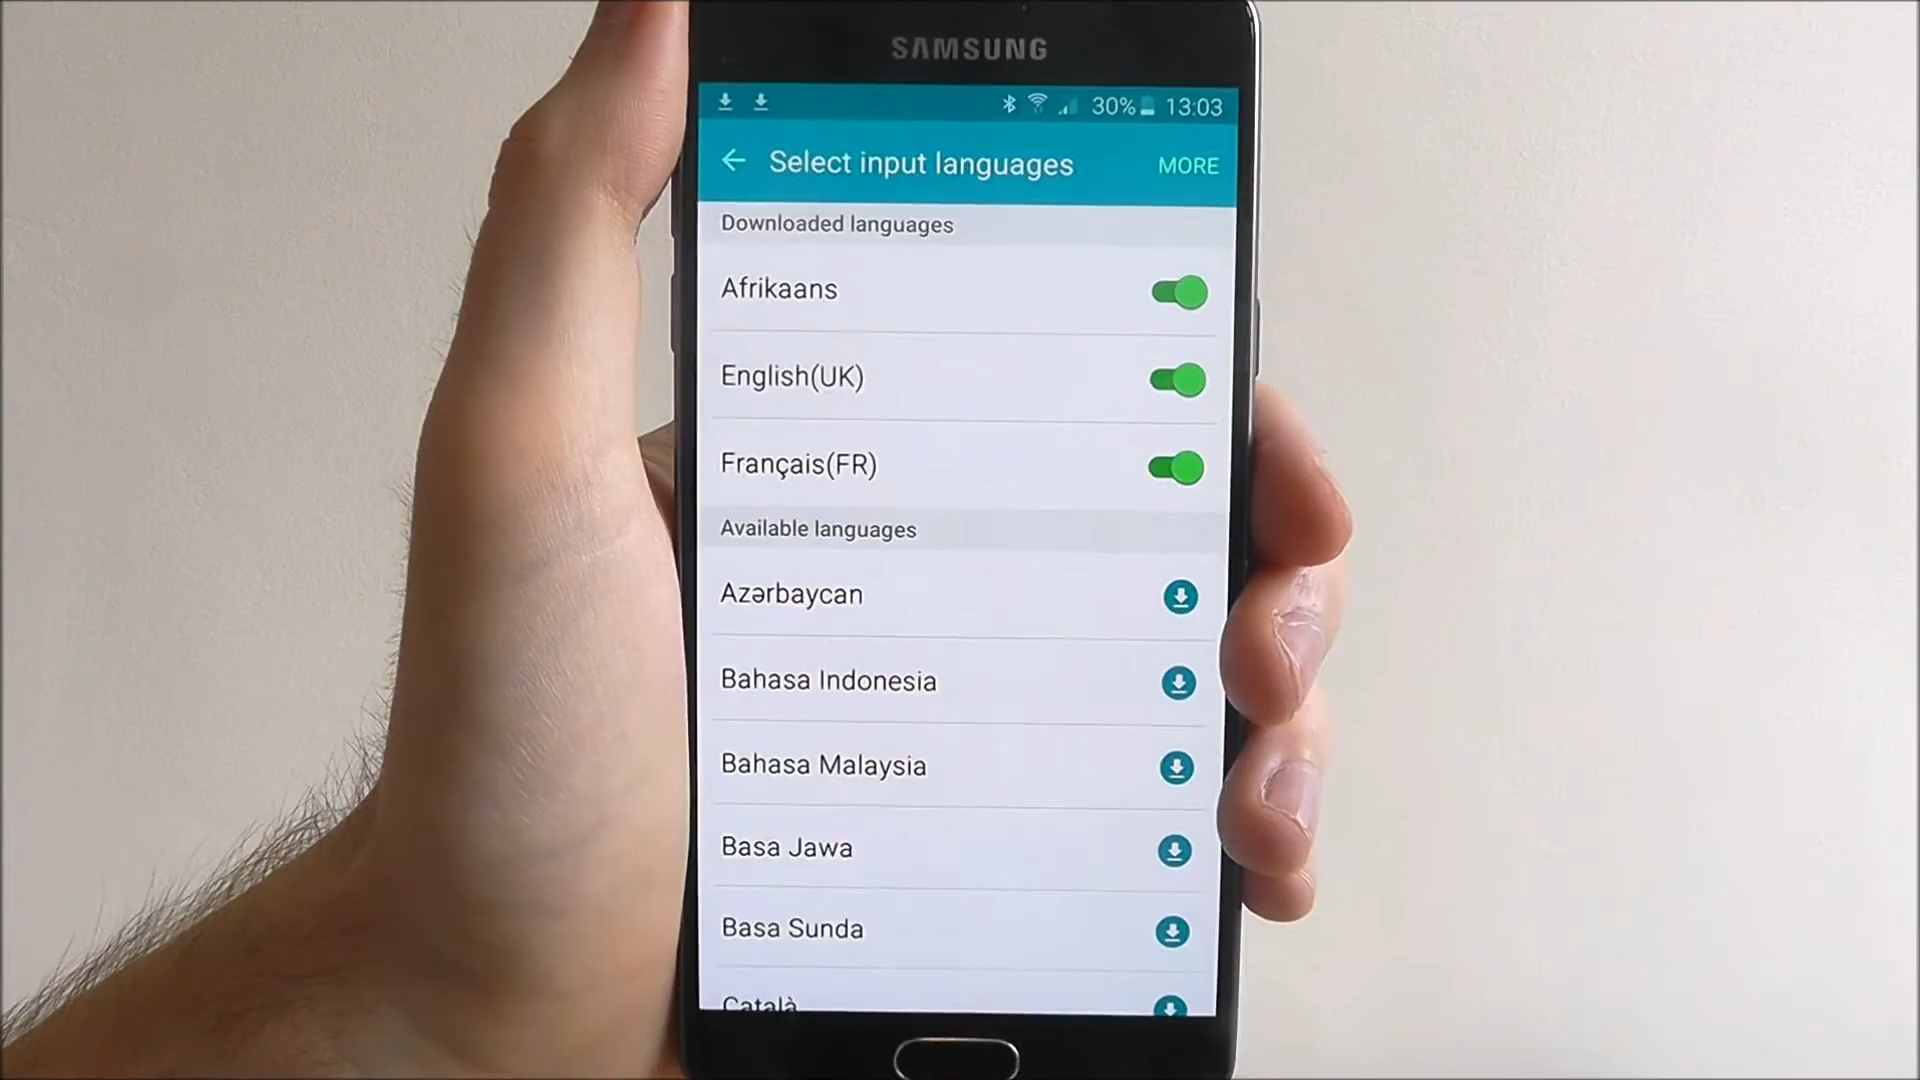 SAMSUNG
30% 13:03
Select input languages MORE
Downloaded languages
Afrikaans
English(UK)
Français(FR)
Available languages
Azərbaycan
Bahasa Indonesia
Bahasa Malaysia
Basa Jawa
Basa Sunda
Català